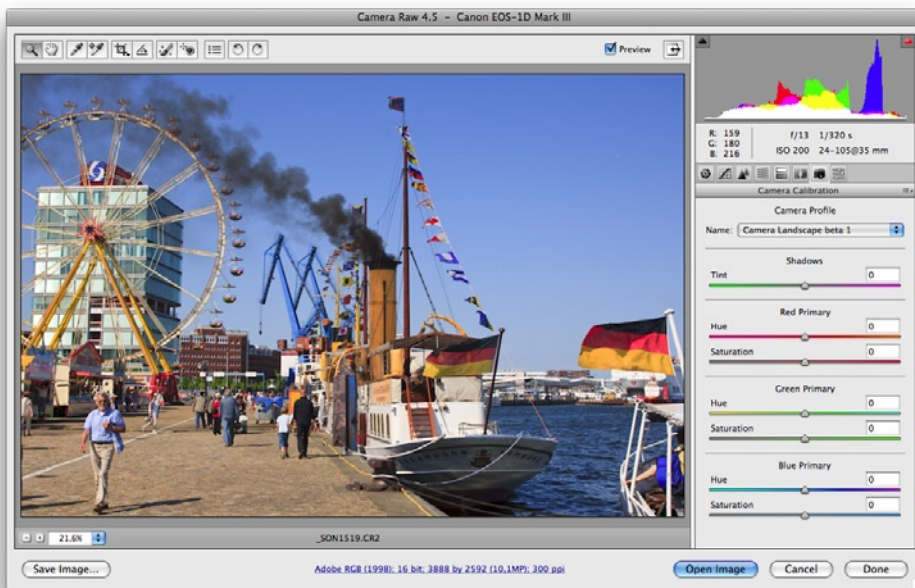 Camera Raw 4.5 - Canon EOS-1D Mark III
Preview
R: 159
G: 180
B: 216
f/13 1/320 s
ISO 200 24-105@35 mm
Camera Calibration
Camera Profile
Name: Camera Landscape beta 1
Shadows
Tint 0
Red Primary
Hue 0
Saturation 0
Green Primary
Hue 0
Saturation 0
Blue Primary
Hue 0
Saturation 0
21,6%
_SON1519.CR2
Save Image...
Adobe RGB (1998); 16 bit; 3888 by 2592 (10,1MP); 300 ppi
Open Image
Cancel
Done